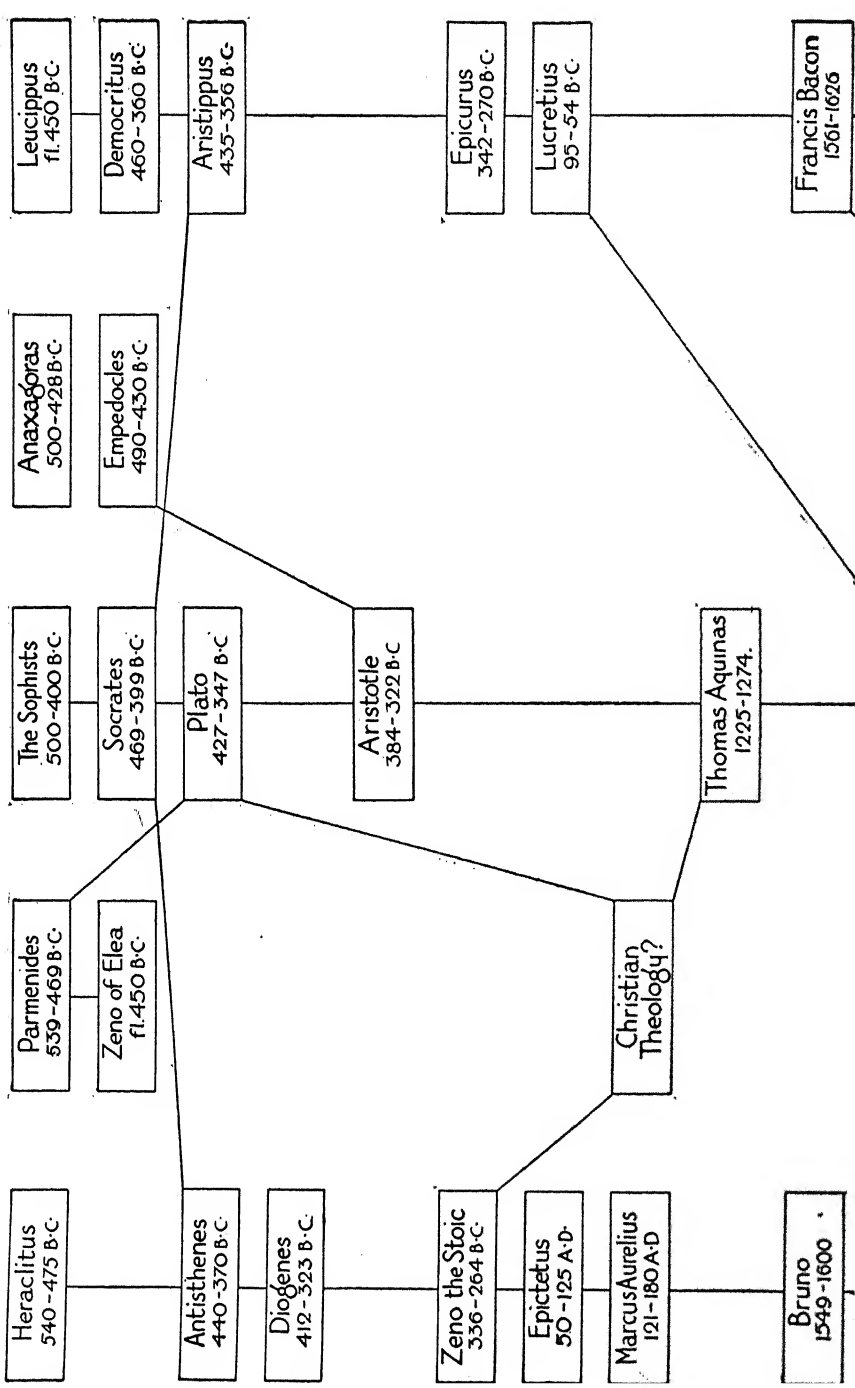 Heraclitus
540-475 B.C.
Parmenides
539-469 B.C.
The Sophists
500-400 B.C.
Anaxagoras
500-428 B.C.
Leucippus
fl.450 B.C.
Zeno of Elea
fl.450 B.C.
Socrates
469-399 B.C.
Empedocles
490-430 B.C.
Democritus
460-360 B.C
Antisthenes
440-370 B.C.
Plato
427-347 B.C
Aristippus
435-356 B.C.
Diogenes
412-323 B.C.
Aristotle
384-322 B.C
Zeno the Stoic
336-264 B.C.
Epicurus
342-270 B.C.
Epictetus
50-125 A.D.
Lucretius
95-54 B.C.
Marcus Aurelius
121-180 A.D
Christian
Theology?
Thomas Aquinas
1225-1274.
Bruno
1549-1600
Francis Bacon
1561-1626